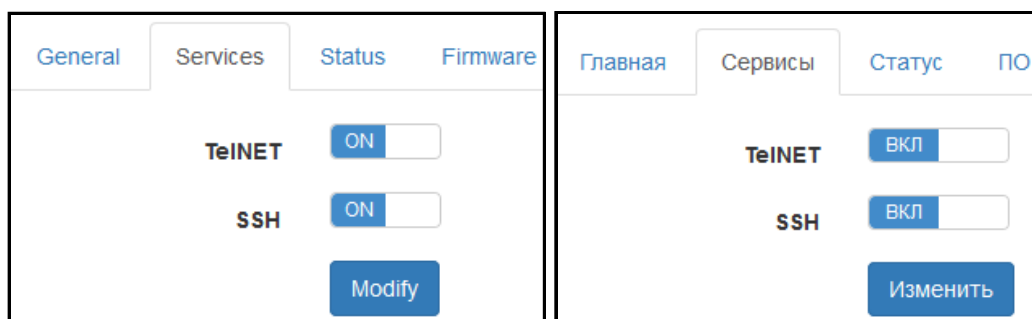 General Services Status Firmware
TelNET ON
SSH ON
Modify
Главная Сервисы Статус ПО
TelNET ВКЛ
SSH ВКЛ
Изменить